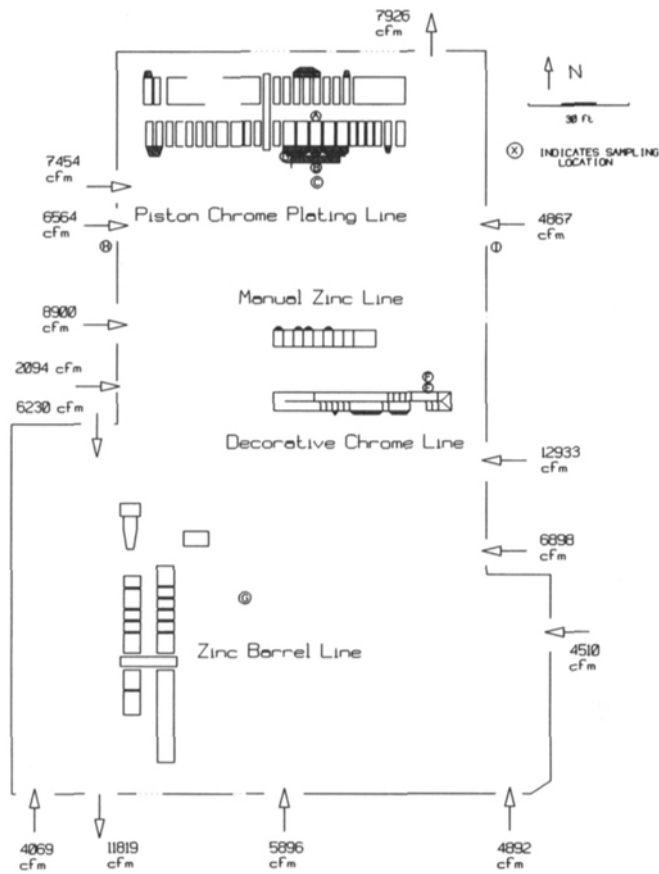 7926
cfm
N
30 ft
Ⓧ INDICATES SAMPLING
LOCATION
A
B
C
7454
cfm
6564
cfm
H
Piston Chrome Plating Line
4867
cfm
I
Manual Zinc Line
8900
cfm
2094 cfm
6230 cfm
F
Decorative Chrome Line
12933
cfm
6898
cfm
G
Zinc Barrel Line
4510
cfm
4069
cfm
11819
cfm
5896
cfm
4892
cfm